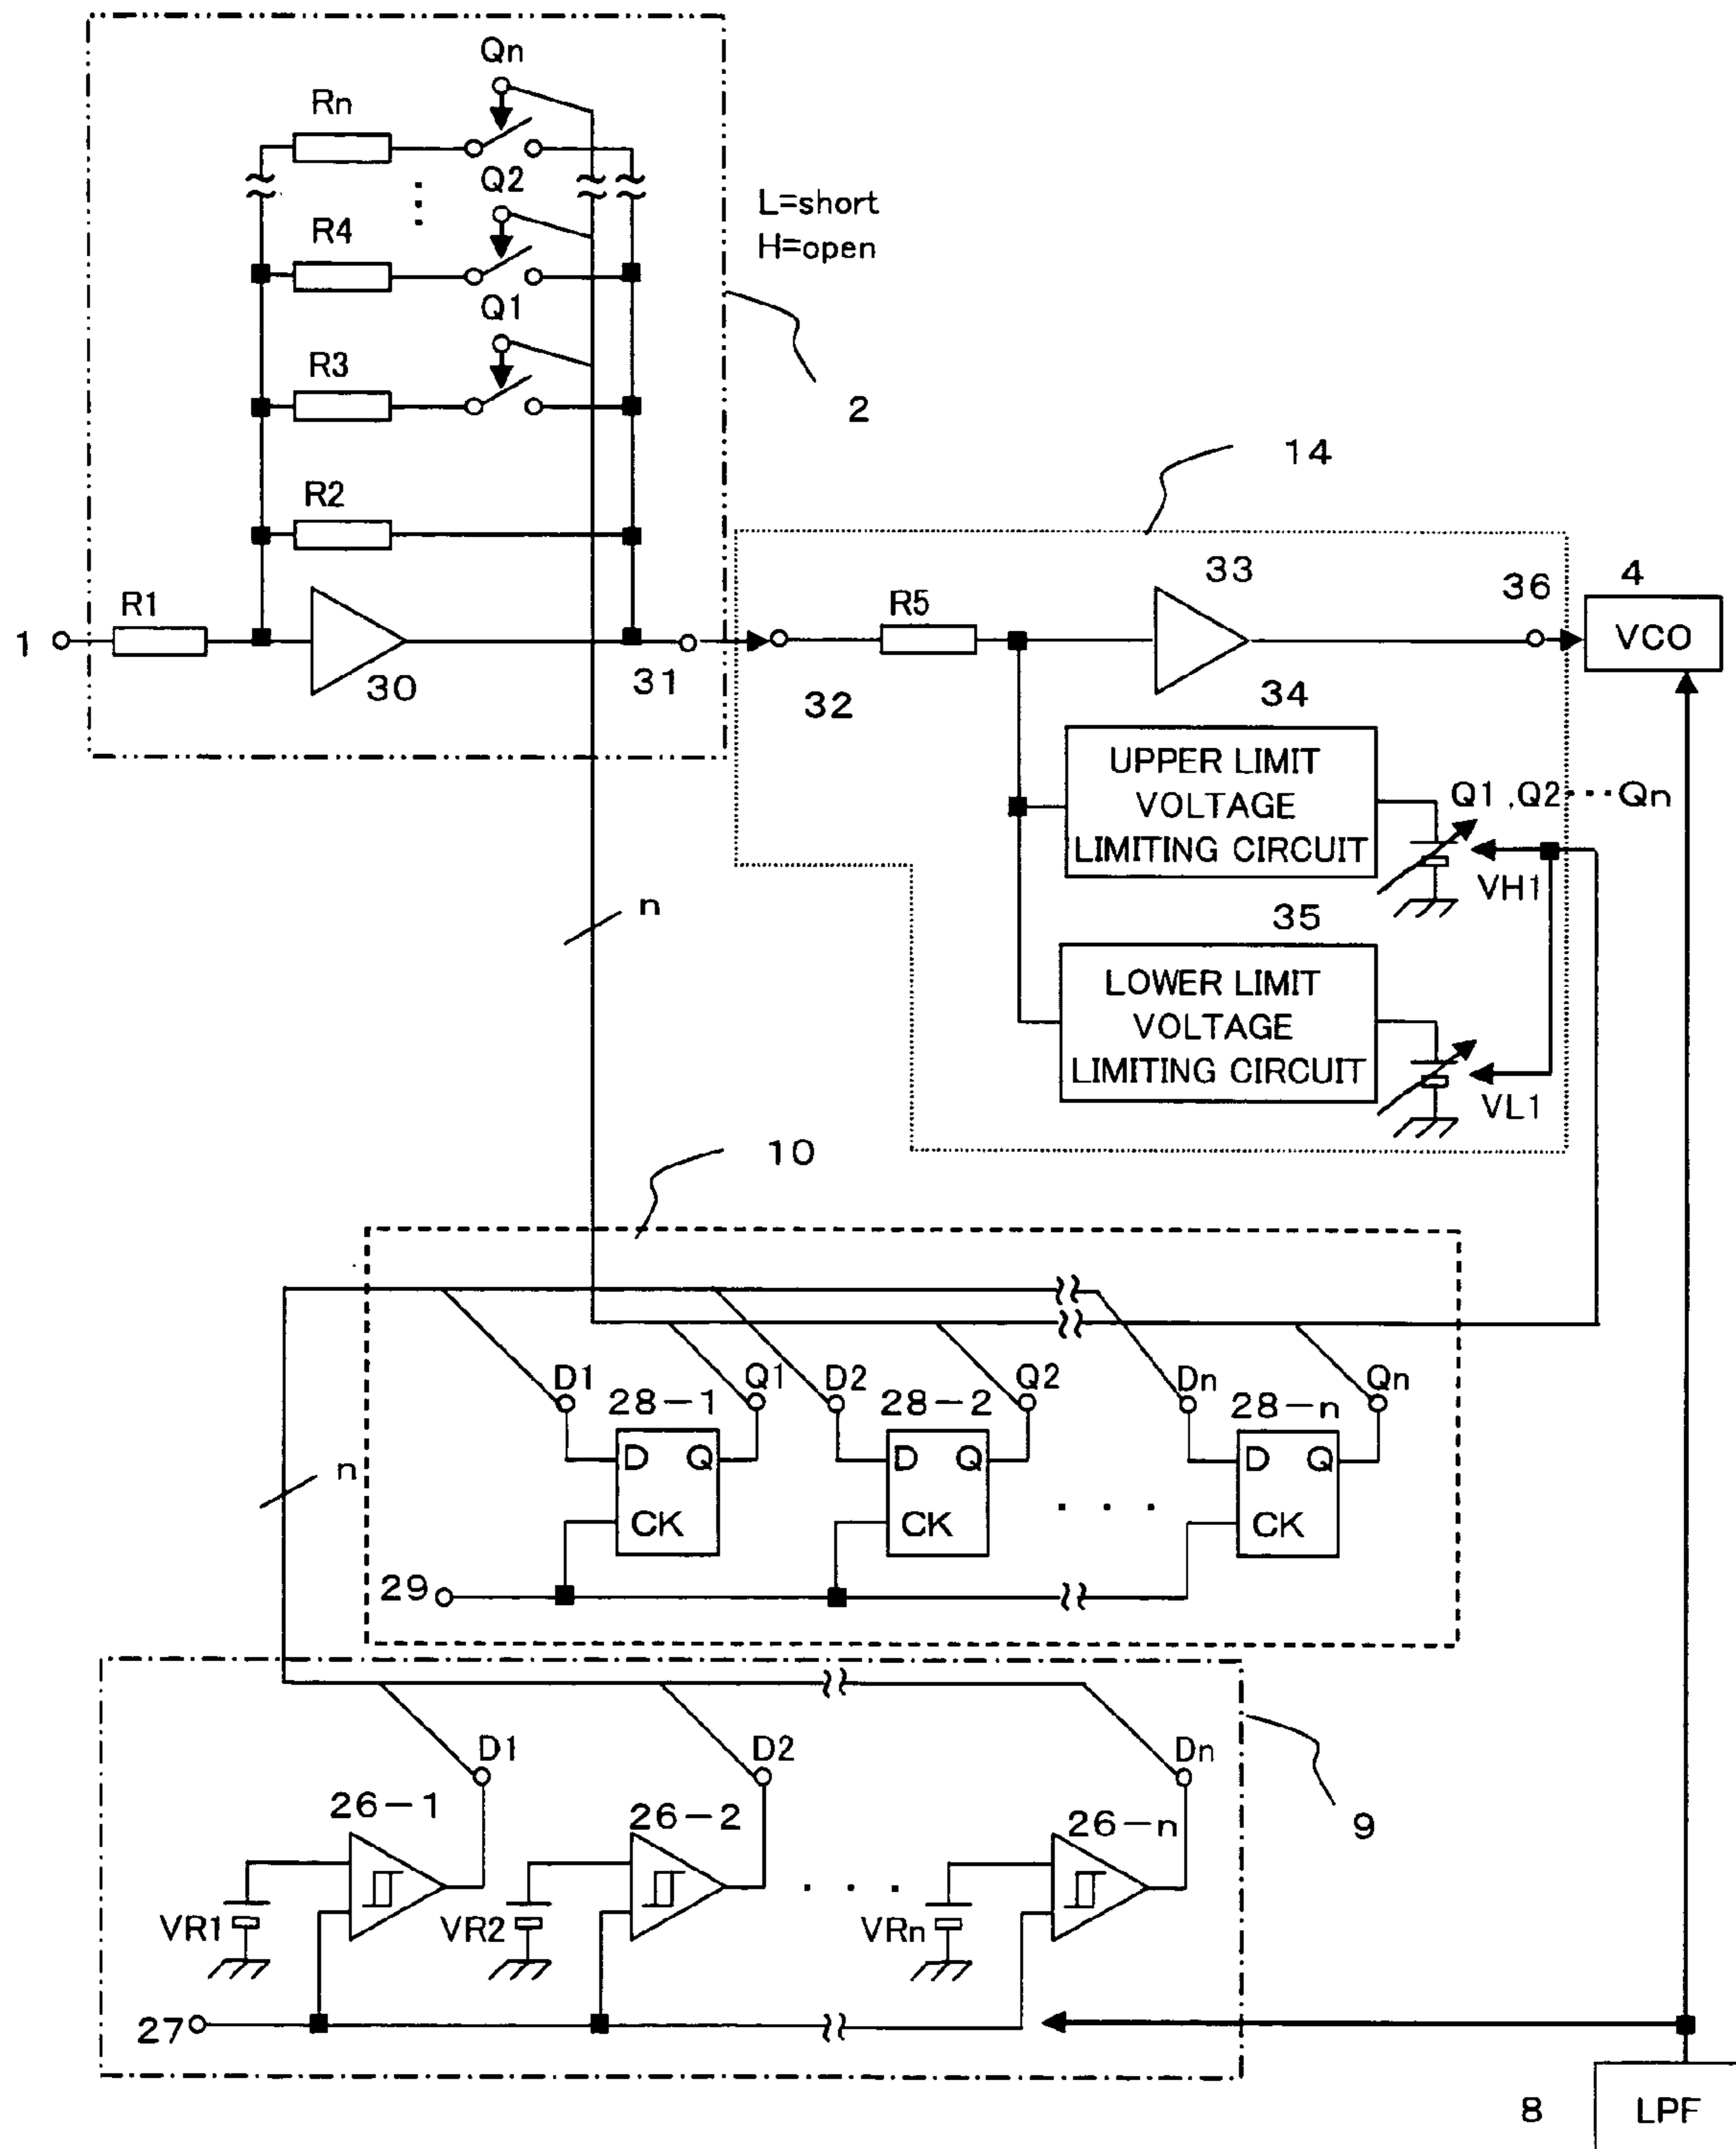 Qn
Rn
Q2
L=short
H=open
R4
Q1
R3
2
R2
14
33
36
4
R1
R5
VCO
1
30
31
32
34
UPPER LIMIT
VOLTAGE
LIMITING CIRCUIT
Q1 ,Q2 ･･･Qn
VH1
n
35
LOWER LIMIT
VOLTAGE
LIMITING CIRCUIT
VL1
10
D1
28-1
Q1
D2
28-2
Q2
Dn
28-n
Qn
D Q
CK
D Q
CK
. . .
D Q
CK
n
29
D1
D2
Dn
26-1
26-2
26-n
9
VR1
VR2
. . .
VRn
27
8
LPF